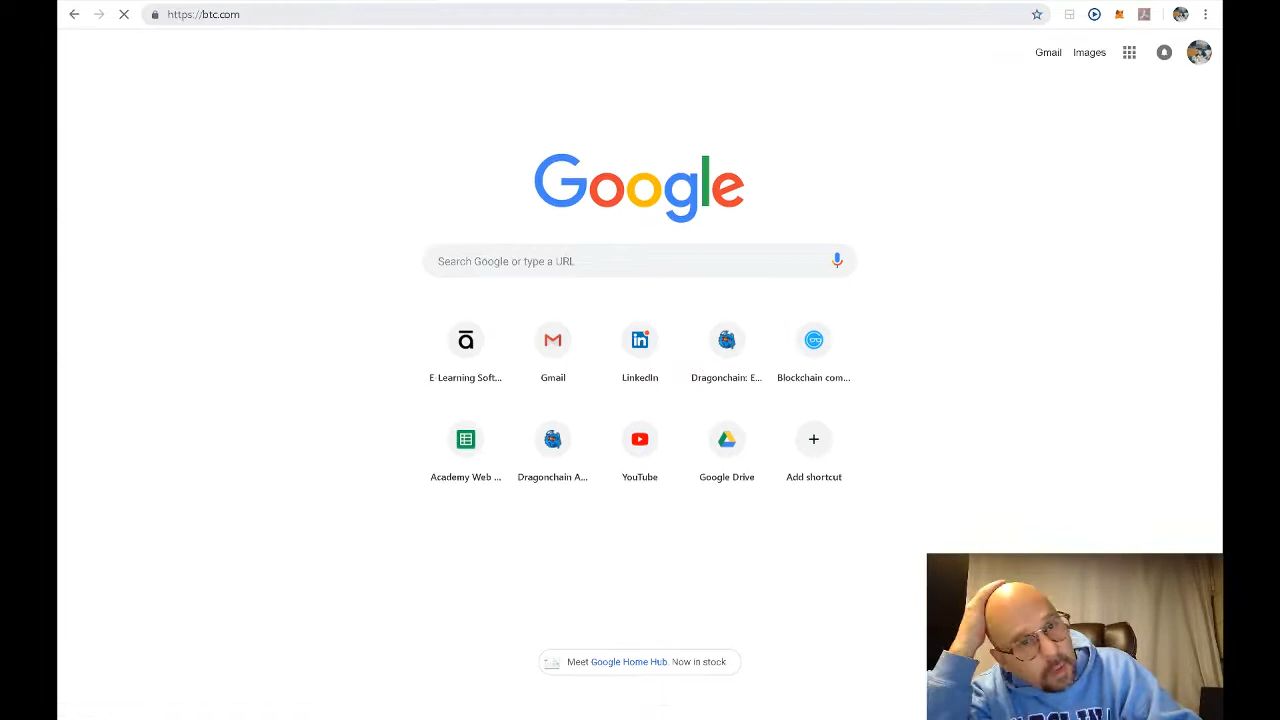 https://btc.com
Gmail Images
Google
Search Google or type a URL
E-Learning Soft... Gmail LinkedIn Dragonchain: E... Blockchain com...
Academy Web ... Dragonchain A... YouTube Google Drive Add shortcut
Meet Google Home Hub. Now in stock